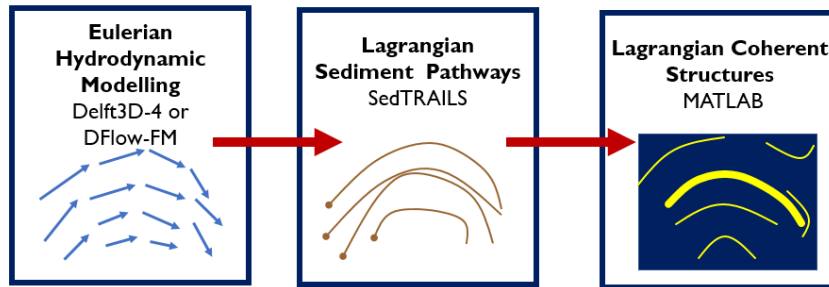 Eulerian
Hydrodynamic
Modelling
Delft3D-4 or
DFlow-FM
Lagrangian
Sediment Pathways
SedTRAILS
Lagrangian Coherent
Structures
MATLAB